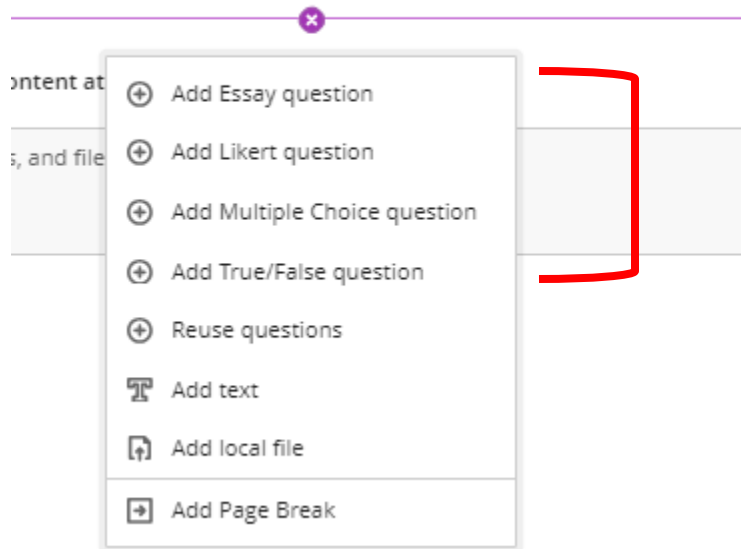 ontent at
Add Essay question
s, and file
Add Likert question
Add Multiple Choice question
Add True/False question
Reuse questions
Add text
Add local file
Add Page Break